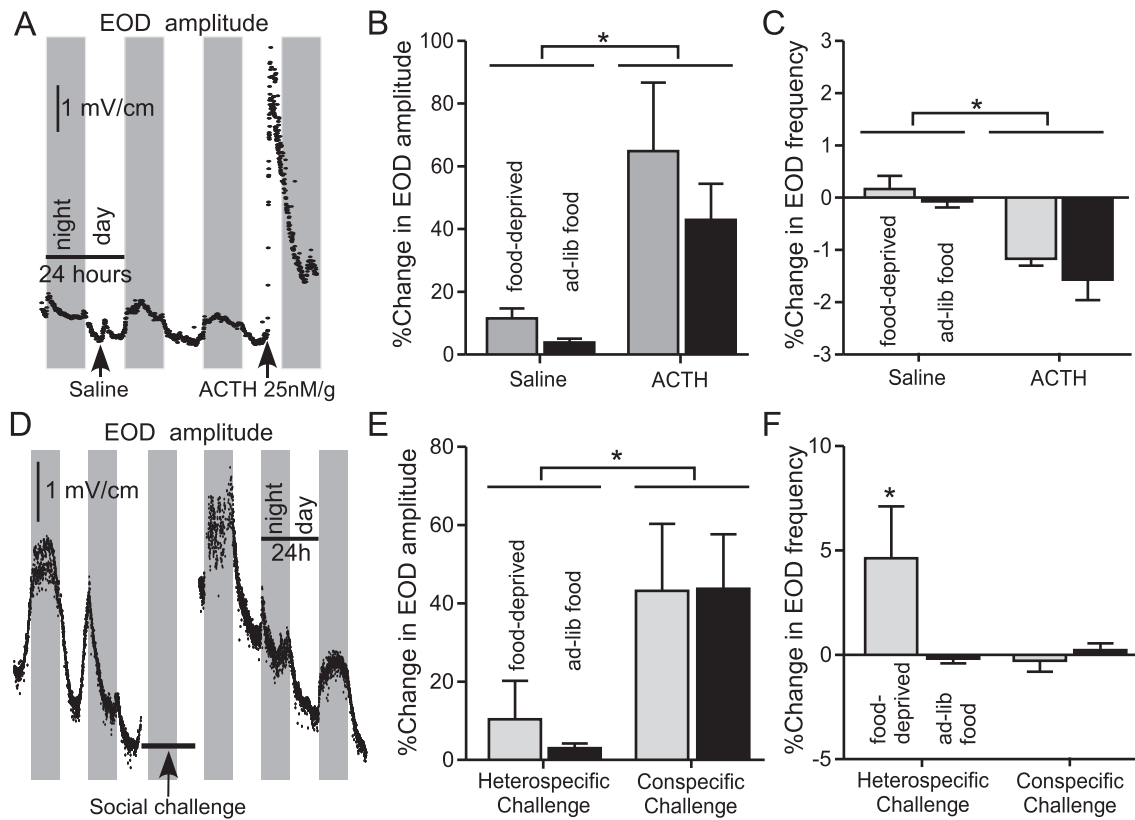 A
EOD amplitude
1 mV/cm
night
day
24 hours
Saline
ACTH 25nM/g
B
%Change in EOD amplitude
100
80
60
40
20
0
*
food-deprived
ad-lib food
Saline
ACTH
C
%Change in EOD frequency
3
2
1
0
-1
-2
-3
*
food-deprived
ad-lib food
Saline
ACTH
D
EOD amplitude
1 mV/cm
night
day
24h
Social challenge
E
%Change in EOD amplitude
80
60
40
20
0
*
food-deprived
ad-lib food
Heterospecific
Challenge
Conspecific
Challenge
F
%Change in EOD frequency
10
5
0
-5
*
food-
deprived
ad-lib
food
Heterospecific
Challenge
Conspecific
Challenge